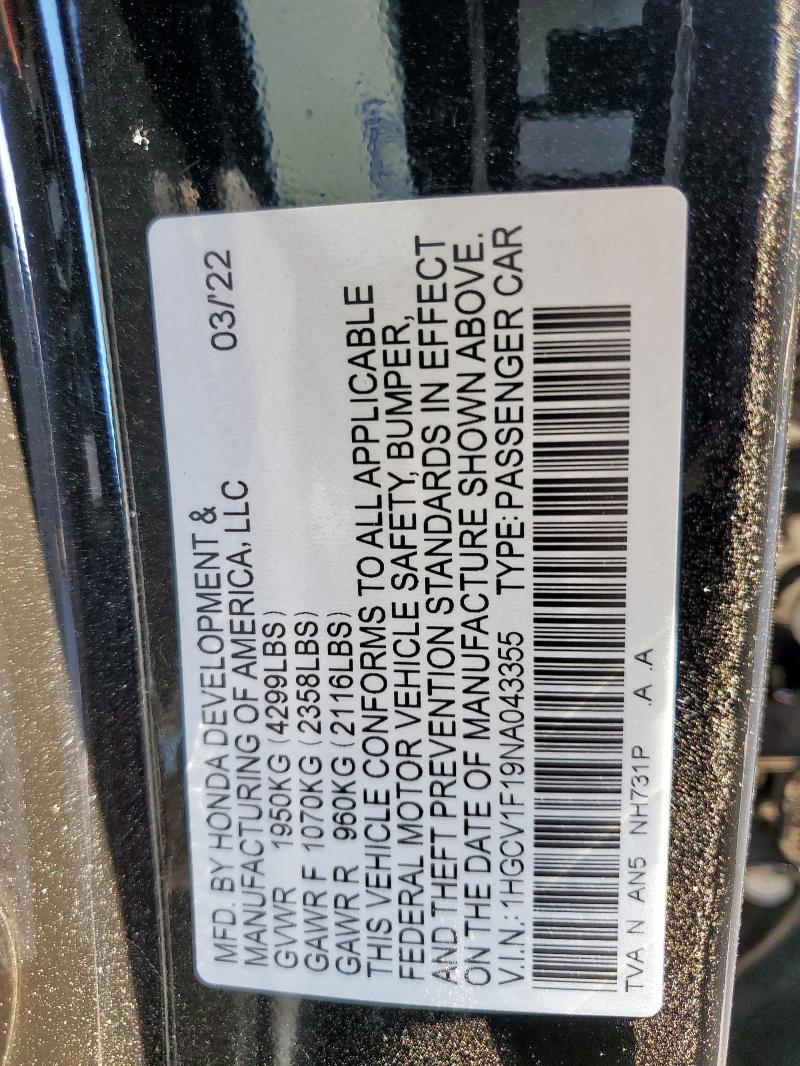 MFD. BY HONDA DEVELOPMENT &
MANUFACTURING OF AMERICA, LLC 03/'22
GVWR 1950KG (4299LBS)
GAWR F 1070KG (2358LBS)
GAWR R 960KG (2116LBS)
THIS VEHICLE CONFORMS TO ALL APPLICABLE
FEDERAL MOTOR VEHICLE SAFETY, BUMPER,
AND THEFT PREVENTION STANDARDS IN EFFECT
ON THE DATE OF MANUFACTURE SHOWN ABOVE.
V.I.N.: 1HGCV1F19NA043355 TYPE: PASSENGER CAR
TVA N AN5 NH731P .A .A